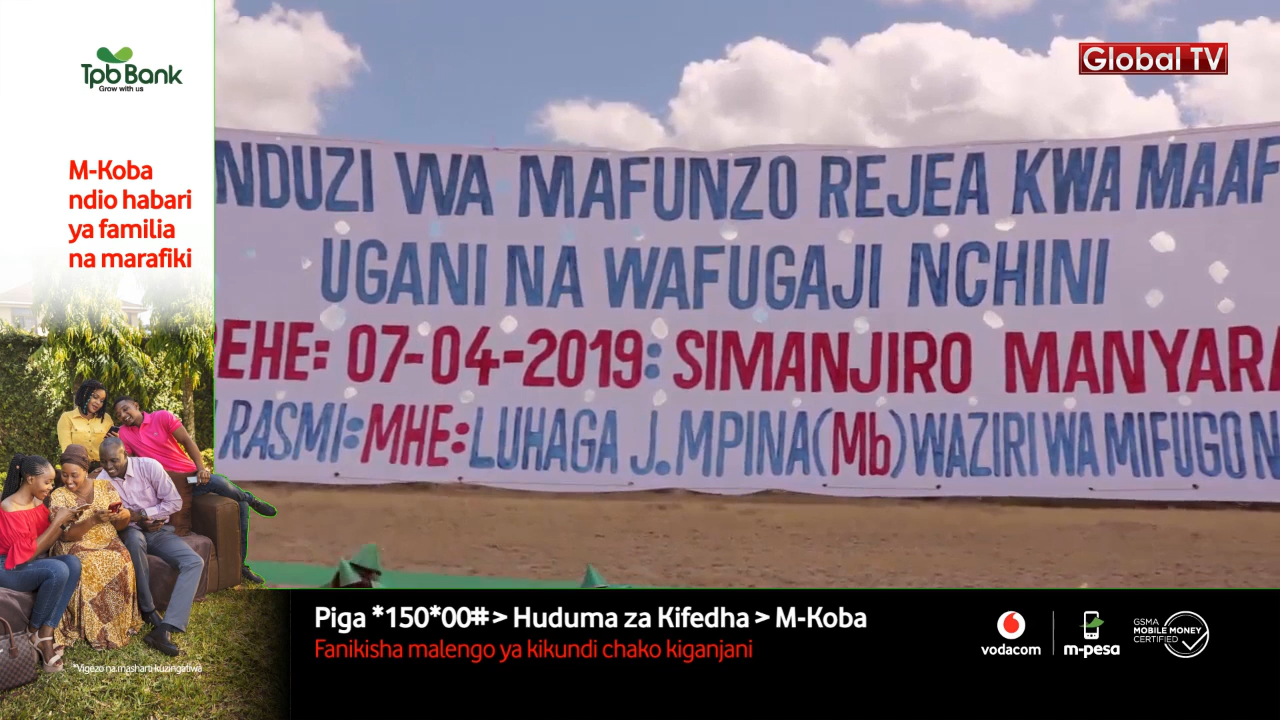 Tpb Bank
Grow with us
M-Koba
ndio habari
ya familia
na marafiki
*Vigezo na masharti kuzingatiwa
Global TV
NDUZI WA MAFUNZO REJEA KWA MAAF
UGANI NA WAFUGAJI NCHINI
EHE: 07-04-2019: SIMANJIRO MANYARA
RASMI: MHE: LUHAGA J. MPINA (Mb) WAZIRI WA MIFUGO N
Piga *150*00#> Huduma za Kifedha > M-Koba
Fanikisha malengo ya kikundi chako kiganjani
vodacom
m-pesa
GSMA
MOBILE MONEY
CERTIFIED